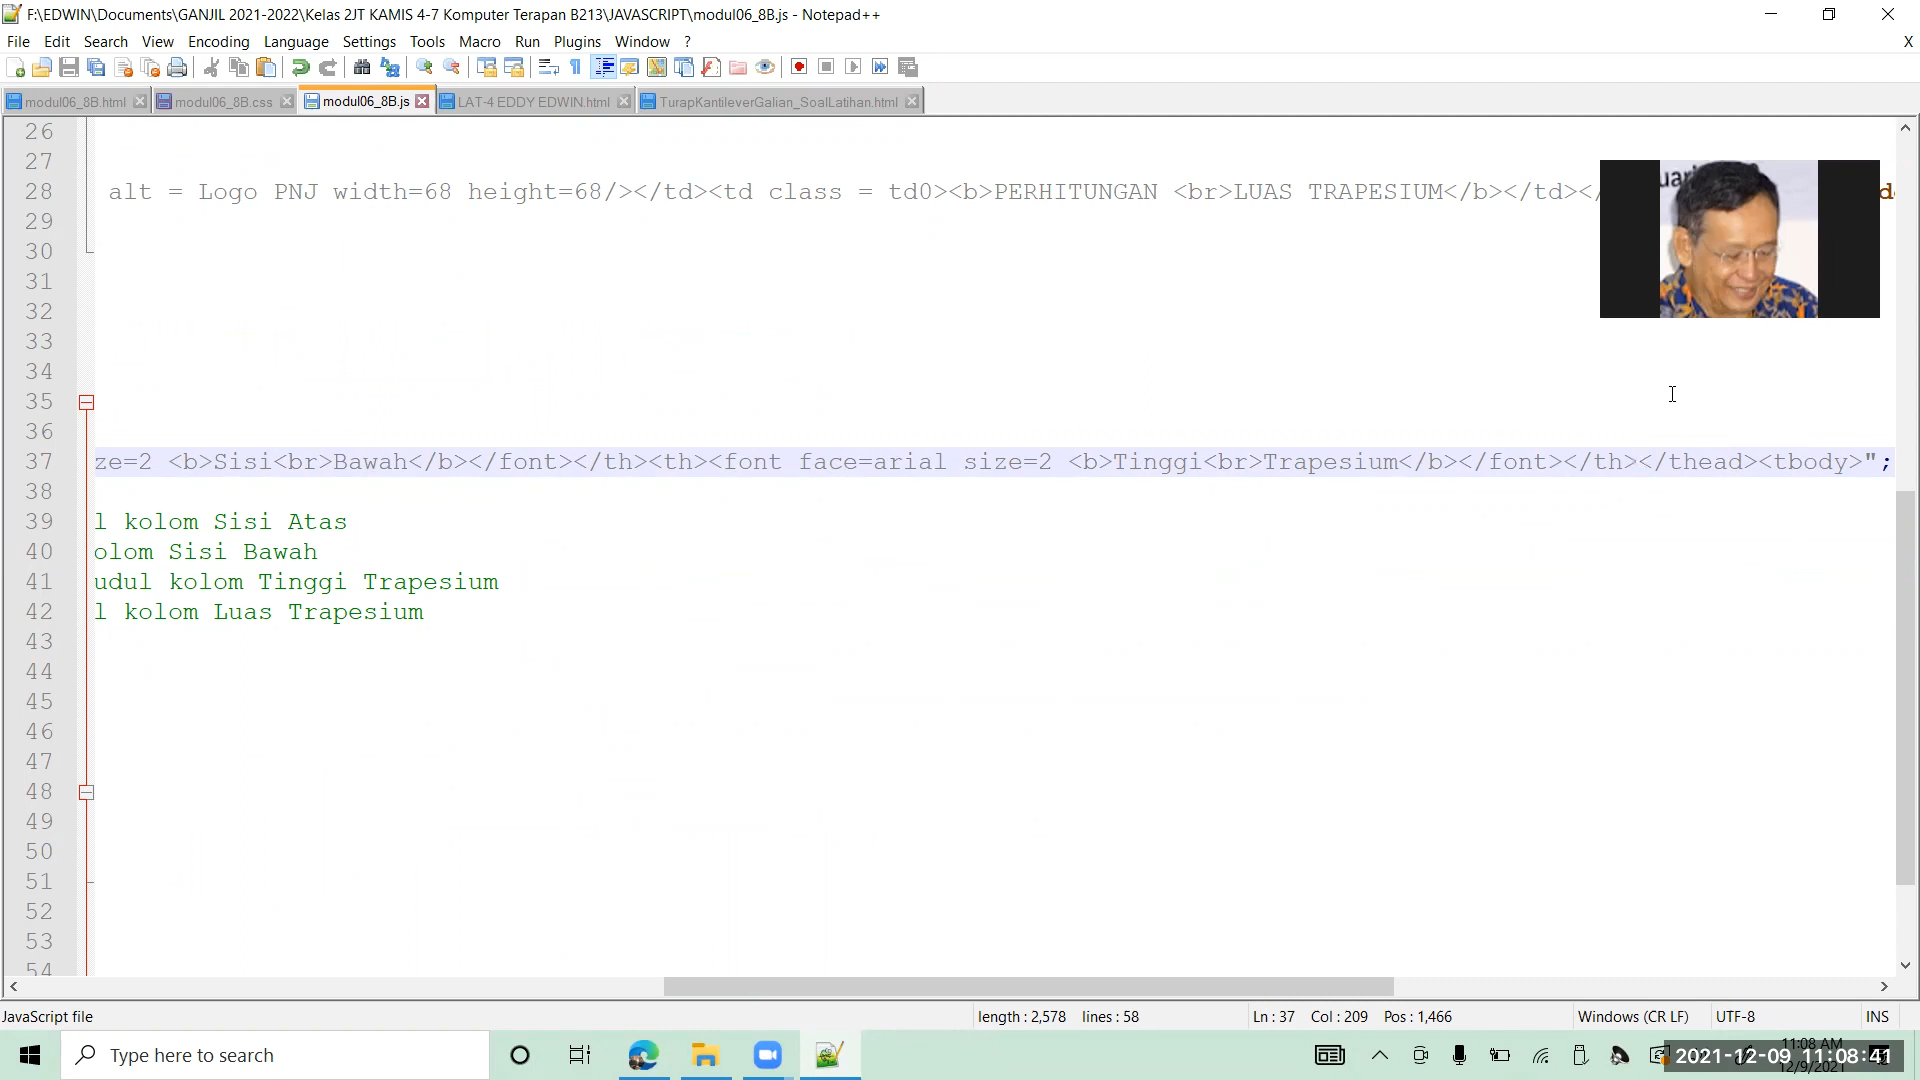 F:\EDWIN\Documents\GANJIL 2021-2022\Kelas 2JT KAMIS 4-7 Komputer Terapan B213\JAVASCRIPT\modul06_8B.js - Notepad++
File Edit Search View Encoding Language Settings Tools Macro Run Plugins Window ? X
modul06_8B.html modul06_8B.css modul06_8B.js LAT-4 EDDY EDWIN.html TurapKantileverGalian_SoalLatihan.html
26
27
28 alt = Logo PNJ width=68 height=68/></td><td class = td0><b>PERHITUNGAN <br>LUAS TRAPESIUM</b></td></
29
30
31
32
33
34
35
36
37 ze=2 <b>Sisi<br>Bawah</b></font></th><th><font face=arial size=2 <b>Tinggi<br>Trapesium</b></font></th></thead><tbody>";
38
39 l kolom Sisi Atas
40 olom Sisi Bawah
41 udul kolom Tinggi Trapesium
42 l kolom Luas Trapesium
43
44
45
46
47
48
49
50
51
52
53
54
JavaScript file length : 2,578 lines : 58 Ln : 37 Col : 209 Pos : 1,466 Windows (CR LF) UTF-8 INS
Type here to search
11:08 AM
2021-12-09 11:08:41
12/9/2021